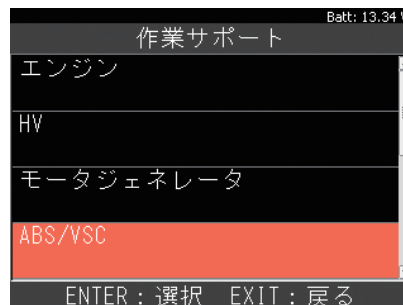 Batt: 13.34 V
作業サポート
エンジン
HV
モータジェネレータ
ABS/VSC
ENTER：選択 EXIT：戻る